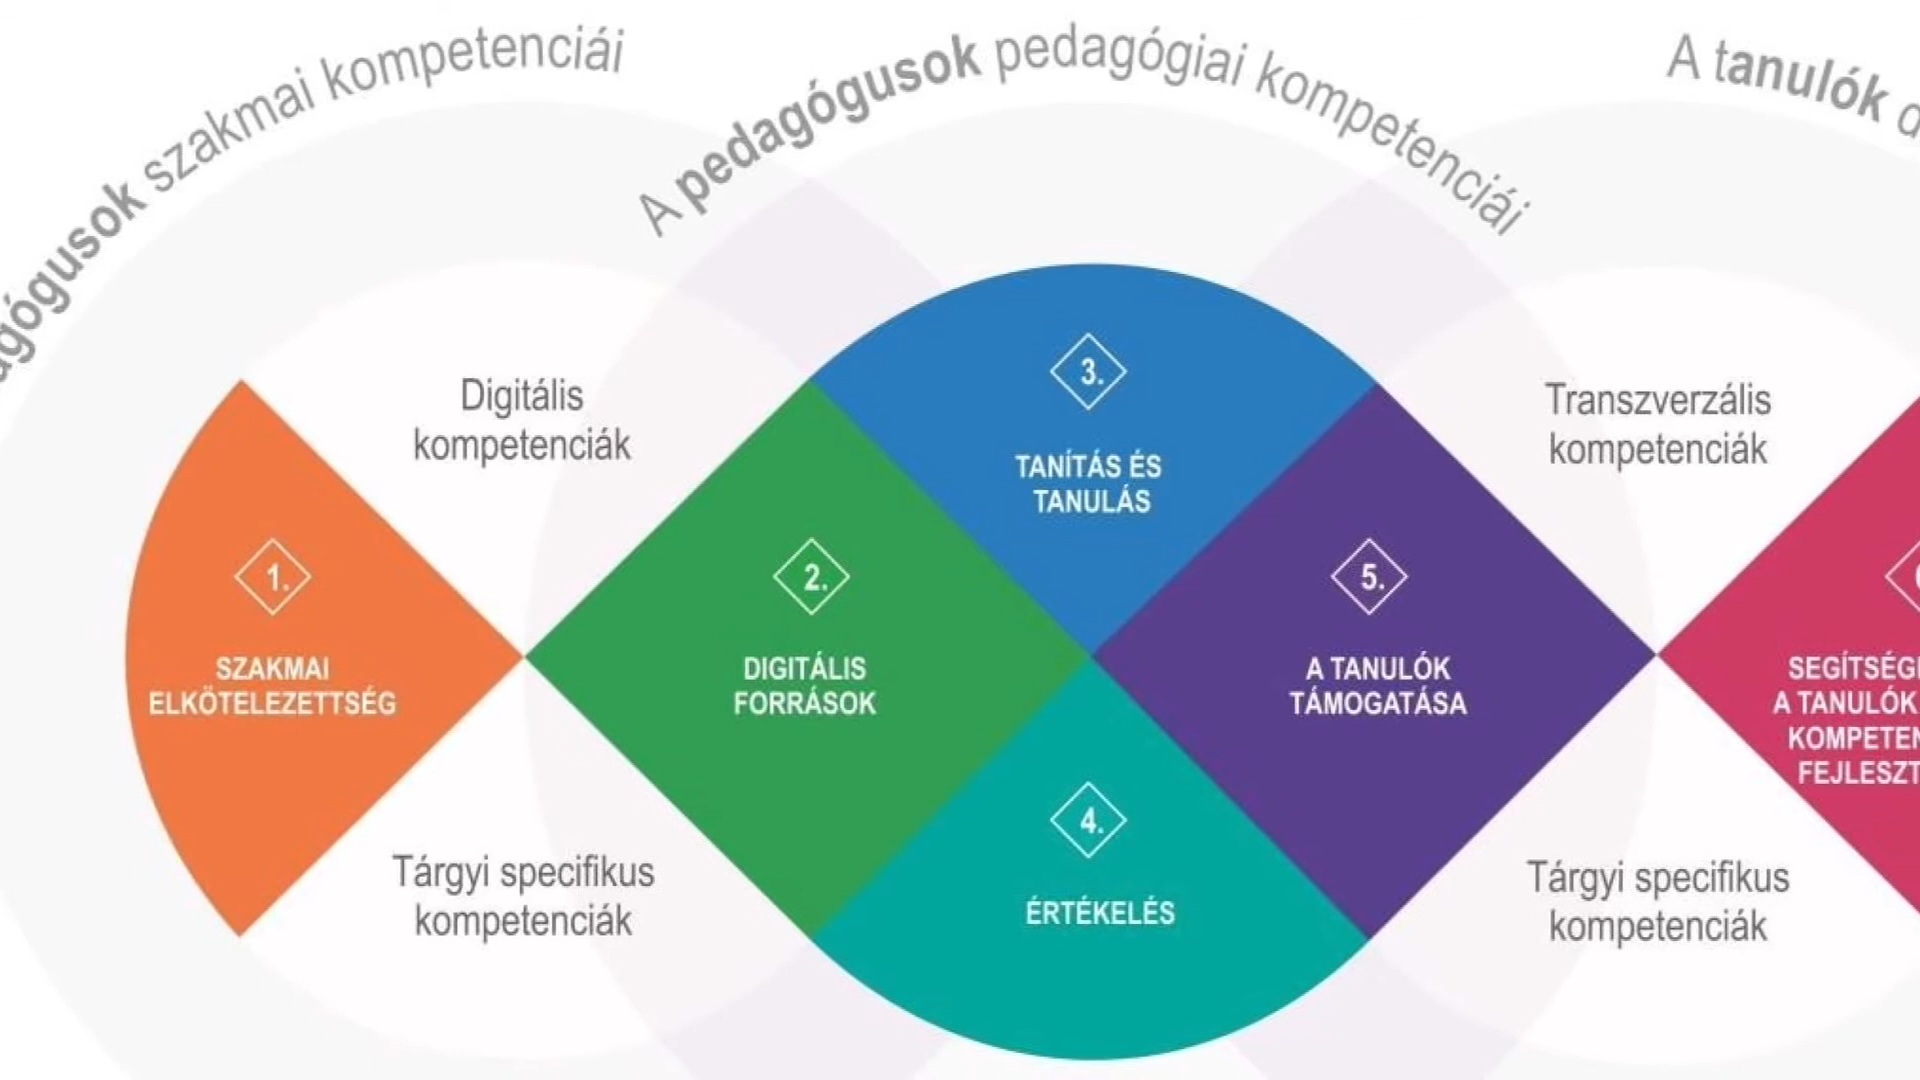 szakmai kompetenciái
A pedagógusok pedagógiai kompetenciái
A tanulók
Digitális
kompetenciák
Transzverzális
kompetenciák
1.
SZAKMAI
ELKÖTELEZETTSÉG
2.
DIGITÁLIS
FORRÁSOK
3.
TANÍTÁS ÉS
TANULÁS
4.
ÉRTÉKELÉS
5.
A TANULÓK
TÁMOGATÁSA
A TANULÓK
Tárgyi specifikus
kompetenciák
Tárgyi specifikus
kompetenciák